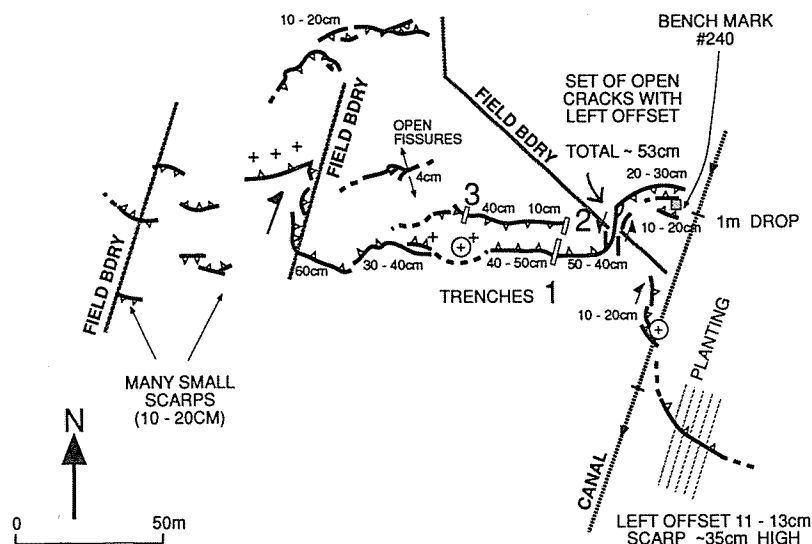 10 - 20cm
BENCH MARK
#240
SET OF OPEN
CRACKS WITH
LEFT OFFSET
TOTAL ~ 53cm
20 - 30cm
FIELD BDRY
FIELD BDRY
OPEN
FISSURES
4cm
3
40cm
10cm
2
10 - 20cm
1m DROP
60cm
30 - 40cm
40 - 50cm
50 - 40cm
TRENCHES 1
FIELD BDRY
10 - 20cm
PLANTING
MANY SMALL
SCARPS
(10 - 20CM)
N
CANAL
0
50m
LEFT OFFSET 11 - 13cm
SCARP ~35cm HIGH